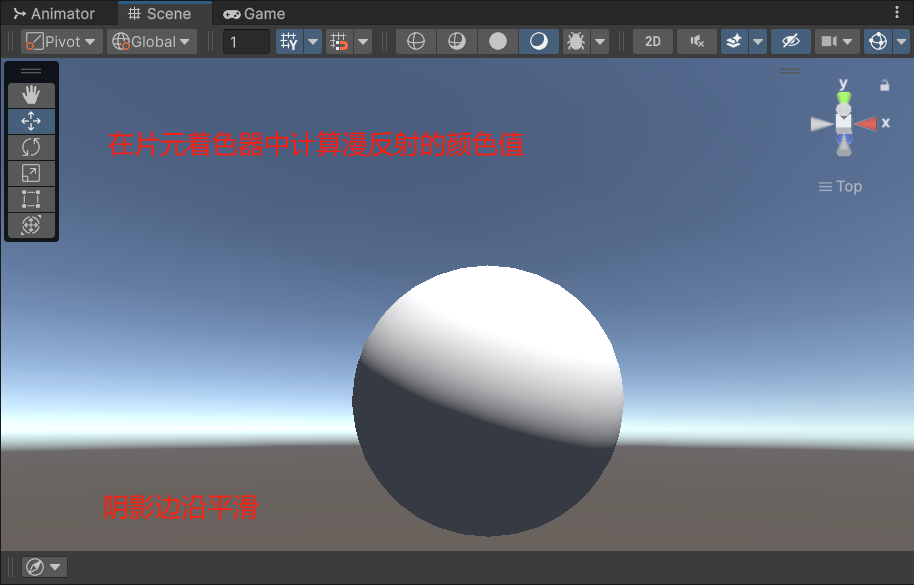 Animator
Scene
Game
Pivot
Global
1
2D
y
x
Top
在片元着色器中计算漫反射的颜色值
阴影边沿平滑